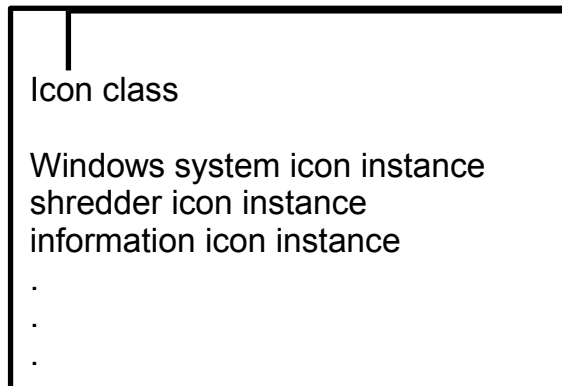 Icon class
Windows system icon instance
shredder icon instance
information icon instance
.
.
.